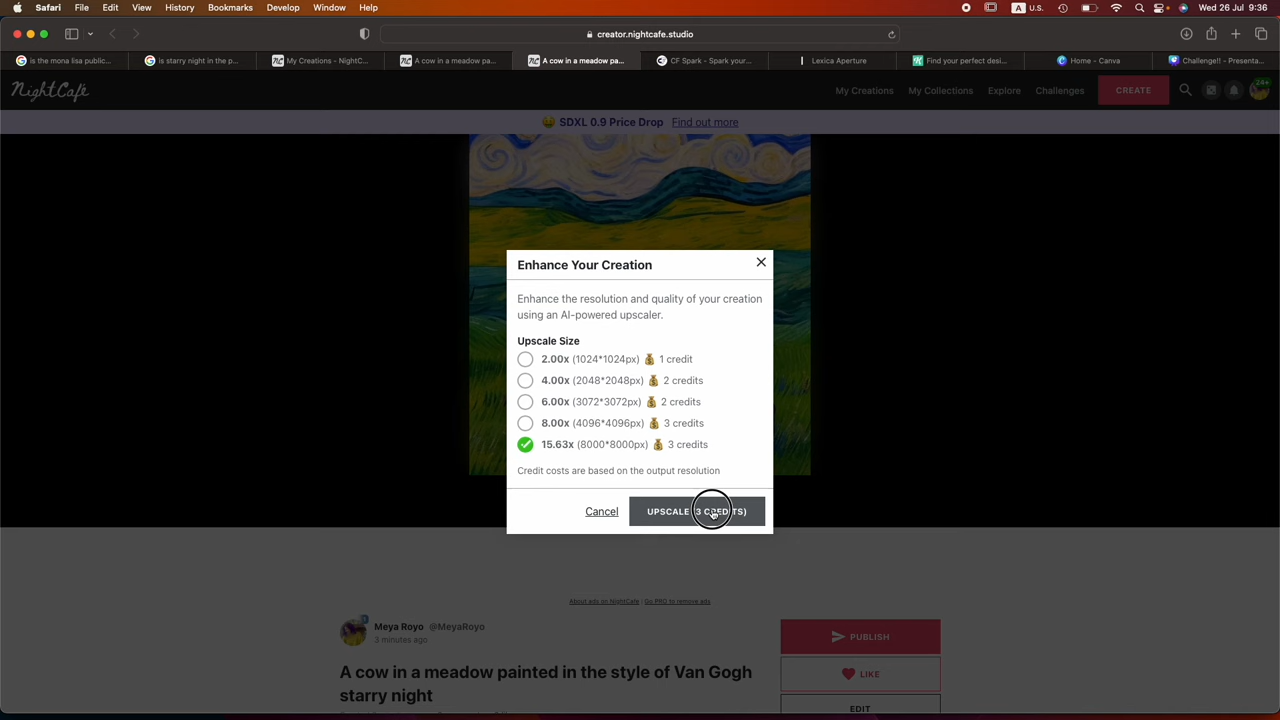 Safari File Edit View History Bookmarks Develop Window Help A U.S. Wed 26 Jul 9:36
creator.nightcafe.studio
is the mona lisa public... is starry night in the p... My Creations - NightC... A cow in a meadow pa... A cow in a meadow pa... CF Spark - Spark your... Lexica Aperture Find your perfect desi... Home - Canva Challenge!! - Presenta...
NightCafé My Creations My Collections Explore Challenges CREATE 24+
SDXL 0.9 Price Drop Find out more
Enhance Your Creation
Enhance the resolution and quality of your creation
using an AI-powered upscaler.
Upscale Size
2.00x (1024*1024px) 1 credit
4.00x (2048*2048px) 2 credits
6.00x (3072*3072px) 2 credits
8.00x (4096*4096px) 3 credits
15.63x (8000*8000px) 3 credits
Credit costs are based on the output resolution
Cancel UPSCALE (3 CREDITS)
About ads on NightCafe | Go PRO to remove ads
Meya Royo @MeyaRoyo
3 minutes ago
PUBLISH
A cow in a meadow painted in the style of Van Gogh
starry night
LIKE
EDIT